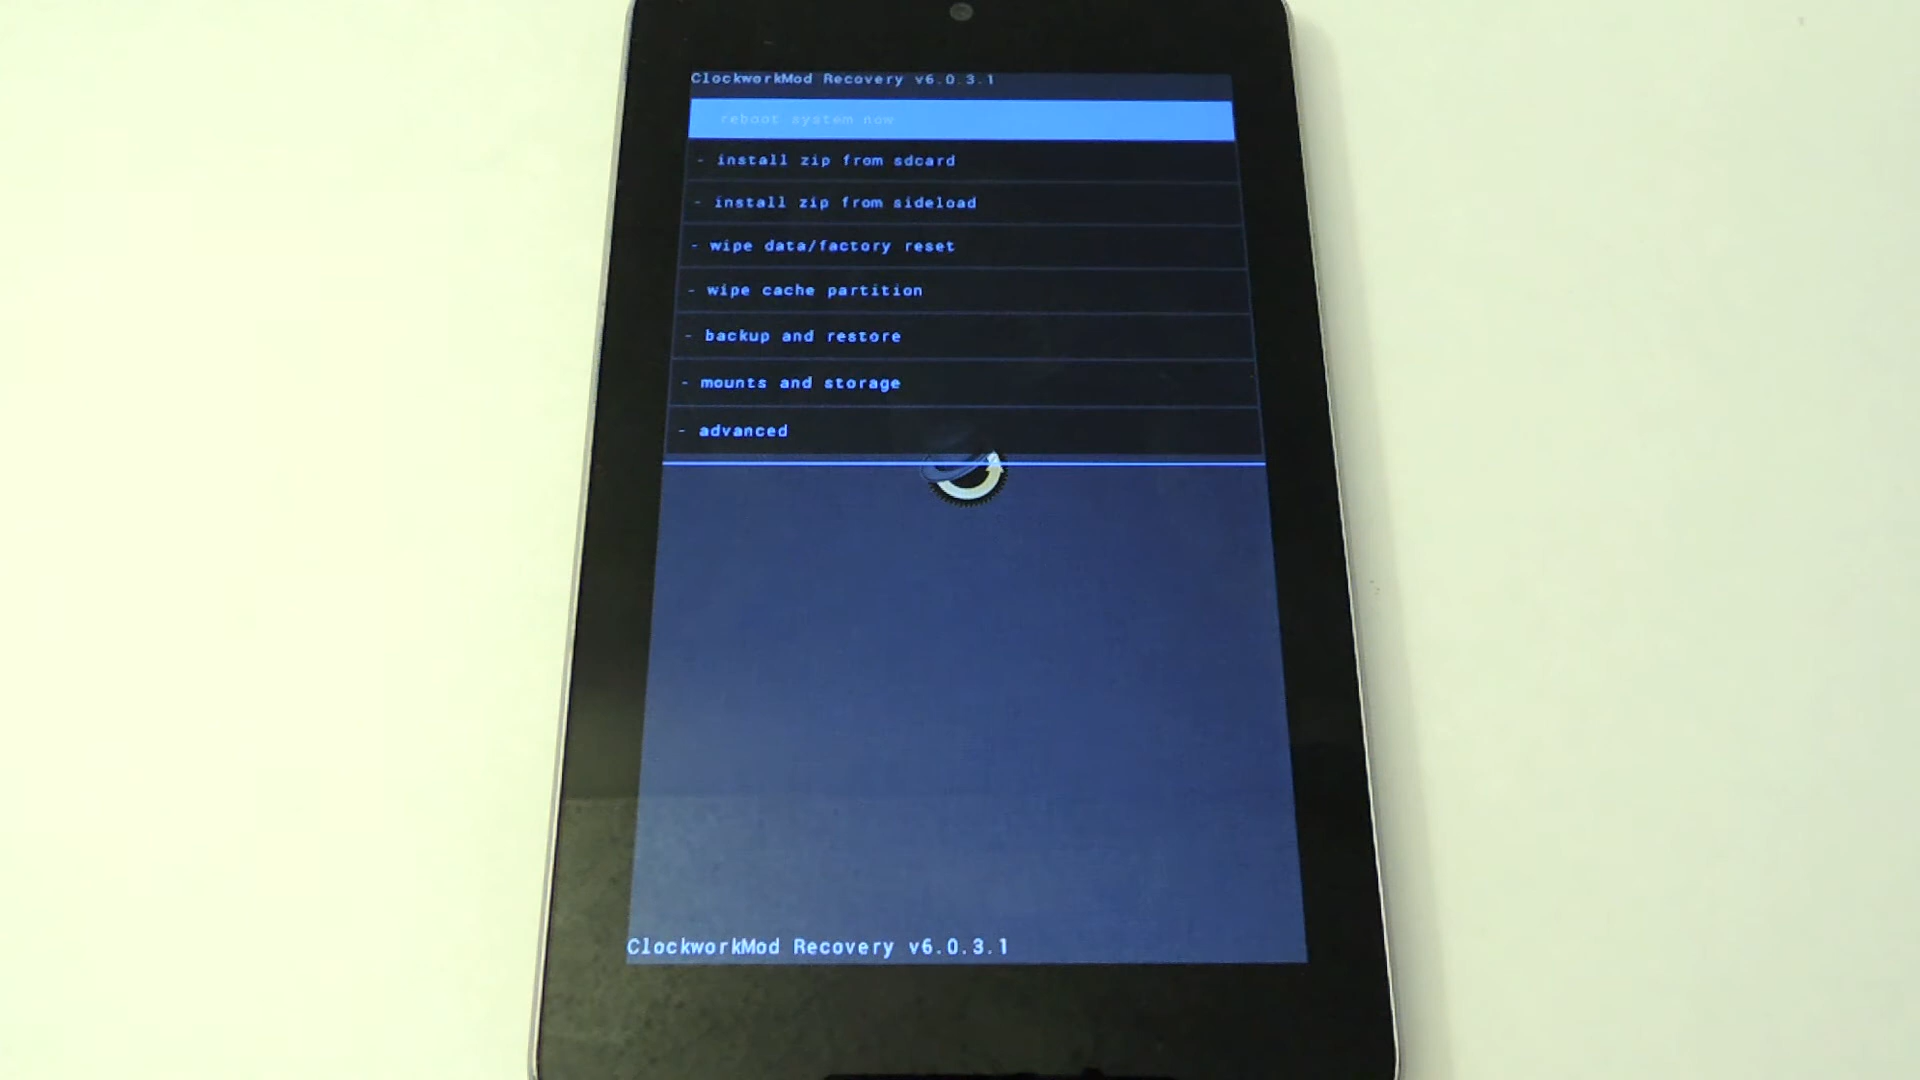 ClockworkMod Recovery v6.0.3.1
reboot system now
- install zip from sdcard
- install zip from sideload
- wipe data/factory reset
- wipe cache partition
- backup and restore
- mounts and storage
- advanced
ClockworkMod Recovery v6.0.3.1